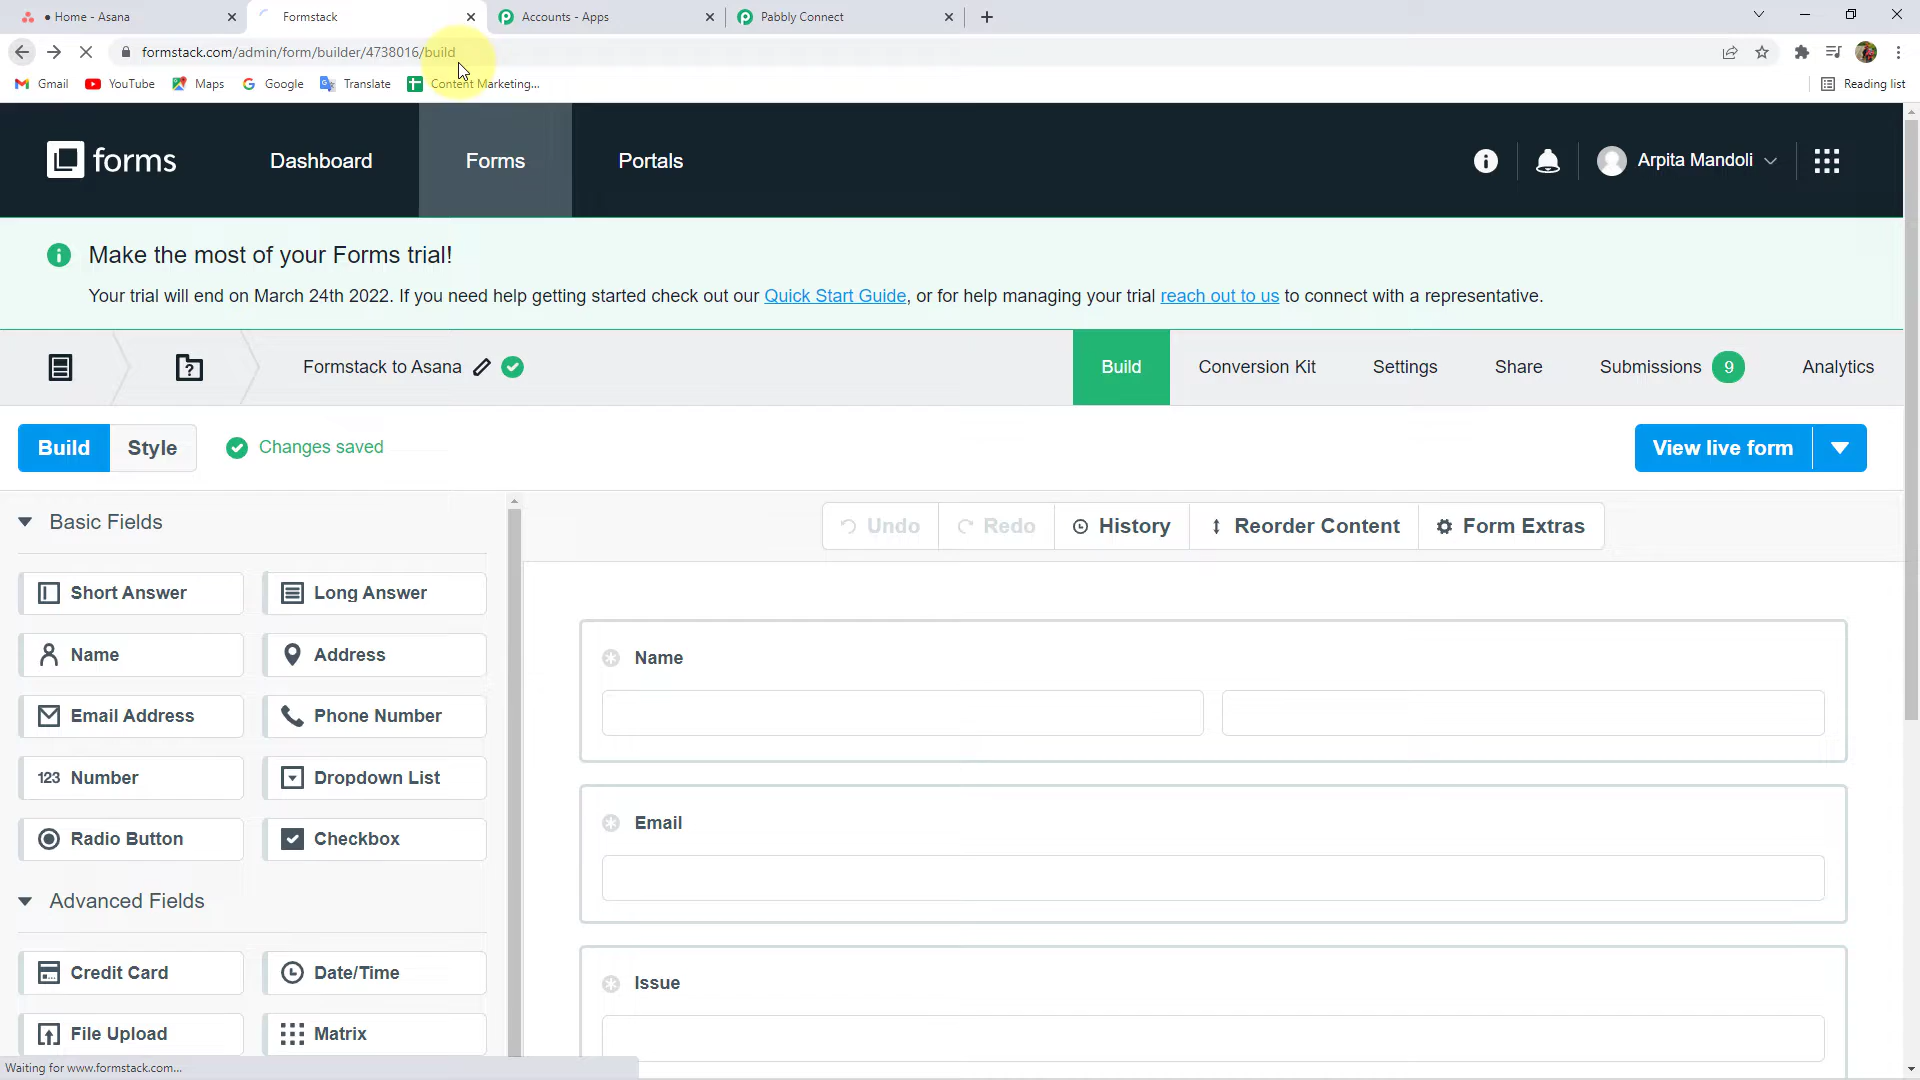 Home - Asana
Formstack
Accounts - Apps
Pabbly Connect
formstack.com/admin/form/builder/4738016/build
Gmail
YouTube
Maps
Google
Translate
Content Marketing...
Reading list
forms
Dashboard
Forms
Portals
Arpita Mandoli
Make the most of your Forms trial!
Your trial will end on March 24th 2022. If you need help getting started check out our Quick Start Guide, or for help managing your trial reach out to us to connect with a representative.
Formstack to Asana
Build
Conversion Kit
Settings
Share
Submissions 9
Analytics
Build
Style
Changes saved
View live form
Basic Fields
Undo
Redo
History
Reorder Content
Form Extras
Short Answer
Long Answer
Name
Address
Email Address
Phone Number
123 Number
Dropdown List
Radio Button
Checkbox
Advanced Fields
Credit Card
Date/Time
File Upload
Matrix
Name
Email
Issue
Waiting for www.formstack.com...